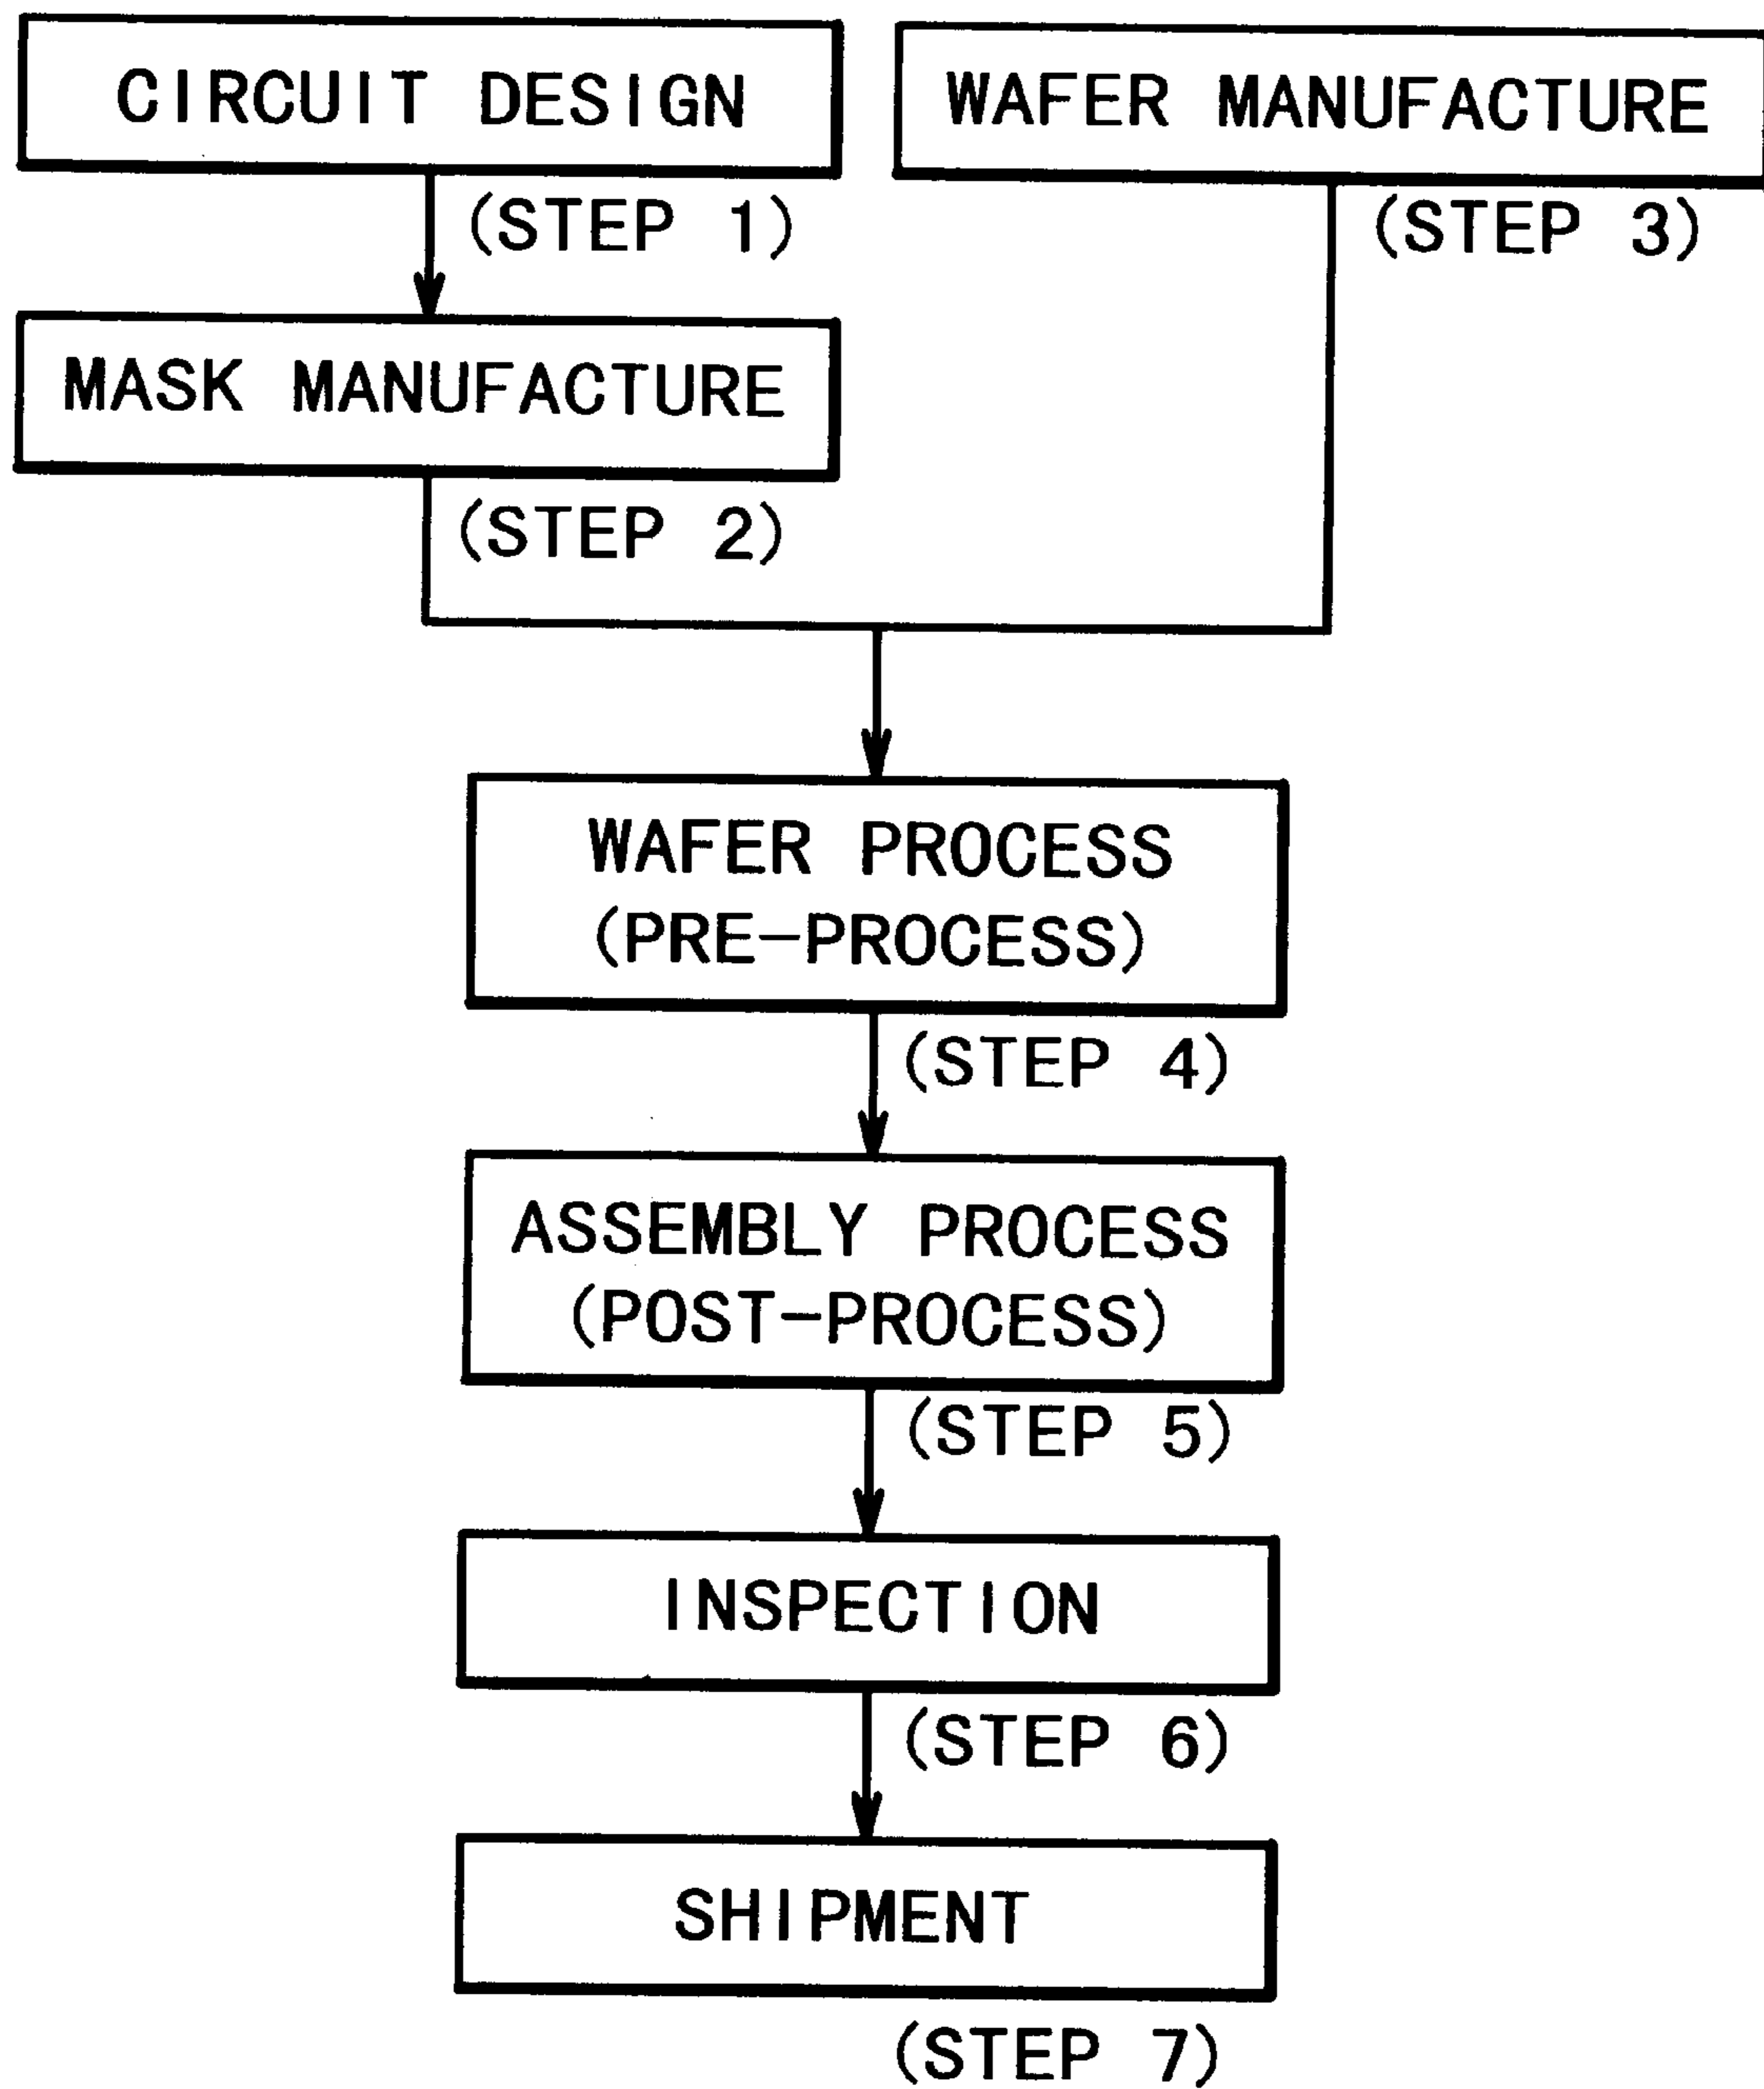 CIRCUIT DESIGN
(STEP 1)
WAFER MANUFACTURE
(STEP 3)
MASK MANUFACTURE
(STEP 2)
WAFER PROCESS
(PRE-PROCESS)
(STEP 4)
ASSEMBLY PROCESS
(POST-PROCESS)
(STEP 5)
INSPECTION
(STEP 6)
SHIPMENT
(STEP 7)